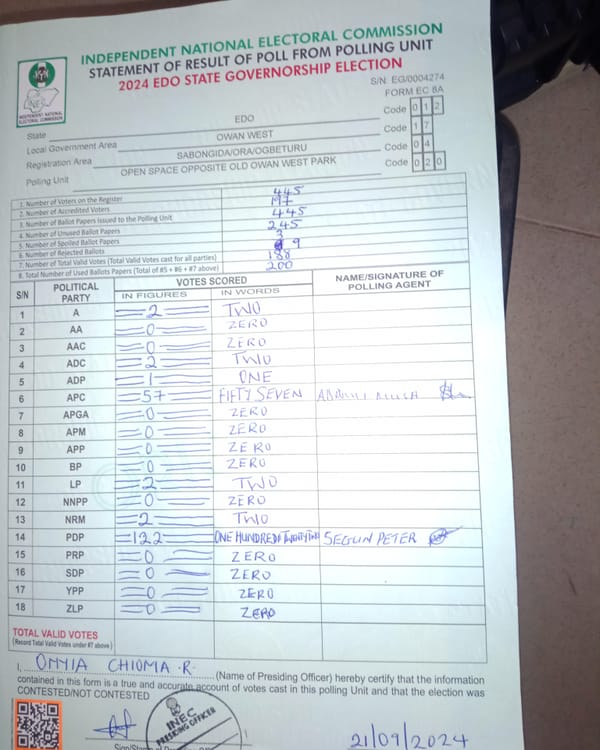 INDEPENDENT NATIONAL ELECTORAL COMMISSION
STATEMENT OF RESULT OF POLL FROM POLLING UNIT
2024 EDO STATE GOVERNORSHIP ELECTION
INEC
INDEPENDENT NATIONAL ELECTORAL COMMISSION
S/N EG/0004274
FORM EC 8A
State EDO Code 0 1 2
Local Government Area OWAN WEST Code 1 7
Registration Area SABONGIDA/ORA/OGBETURU Code 0 4
Polling Unit OPEN SPACE OPPOSITE OLD OWAN WEST PARK Code 0 2 0
1. Number of Voters on the Register 445
2. Number of Accredited Voters
3. Number of Ballot Papers Issued to the Polling Unit 445
4. Number of Unused Ballot Papers 245
5. Number of Spoiled Ballot Papers 3
6. Number of Rejected Ballots 9
7. Number of Total Valid Votes (Total Valid Votes cast for all parties) 188
8. Total Number of Used Ballots Papers (Total of #5 + #6 + #7 above) 200
S/N POLITICAL PARTY VOTES SCORED NAME/SIGNATURE OF POLLING AGENT
IN FIGURES IN WORDS
1 A 2 TWO
2 AA 0 ZERO
3 AAC 0 ZERO
4 ADC 2 TWO
5 ADP 1 ONE
6 APC 57 FIFTY SEVEN
7 APGA 0 ZERO
8 APM 0 ZERO
9 APP 0 ZERO
10 BP 0 ZERO
11 LP 2 TWO
12 NNPP 0 ZERO
13 NRM 2 TWO
14 PDP 122 ONE HUNDRED TWENTY TWO SEGUN PETER
15 PRP 0 ZERO
16 SDP 0 ZERO
17 YPP 0 ZERO
18 ZLP 0 ZERO
TOTAL VALID VOTES
(Record Total Valid Votes under #7 above)
I, CHIOMA .R. (Name of Presiding Officer) hereby certify that the information
contained in this form is a true and accurate account of votes cast in this polling Unit and that the election was
CONTESTED/NOT CONTESTED
INEC
PRESIDING OFFICER
21/09/2024